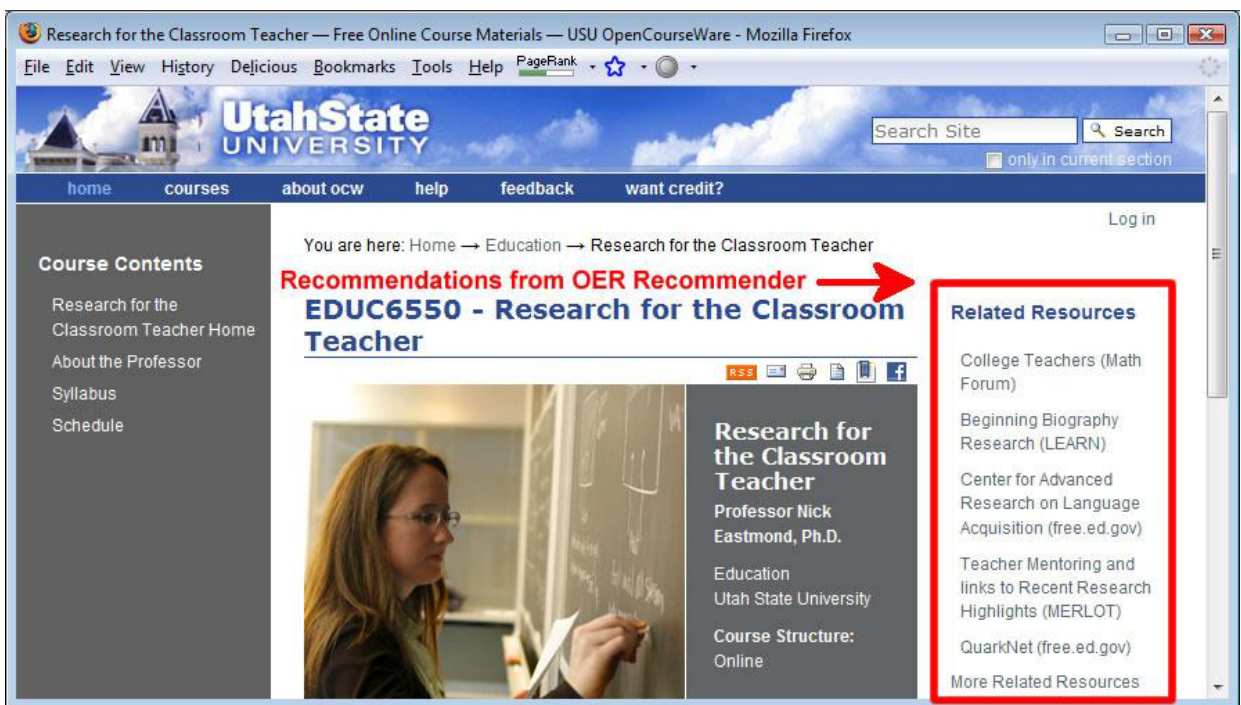 Research for the Classroom Teacher — Free Online Course Materials — USU OpenCourseWare - Mozilla Firefox
File Edit View History Delicious Bookmarks Tools Help PageRank
UtahState
UNIVERSITY
Search Site
Search
only in current section
home courses about ocw help feedback want credit?
Log in
You are here: Home → Education → Research for the Classroom Teacher
Course Contents
Research for the
Classroom Teacher Home
About the Professor
Syllabus
Schedule
Recommendations from OER Recommender
EDUC6550 - Research for the Classroom
Teacher
RSS
Research for
the Classroom
Teacher
Professor Nick
Eastmond, Ph.D.
Education
Utah State University
Course Structure:
Online
Related Resources
College Teachers (Math
Forum)
Beginning Biography
Research (LEARN)
Center for Advanced
Research on Language
Acquisition (free.ed.gov)
Teacher Mentoring and
links to Recent Research
Highlights (MERLOT)
QuarkNet (free.ed.gov)
More Related Resources